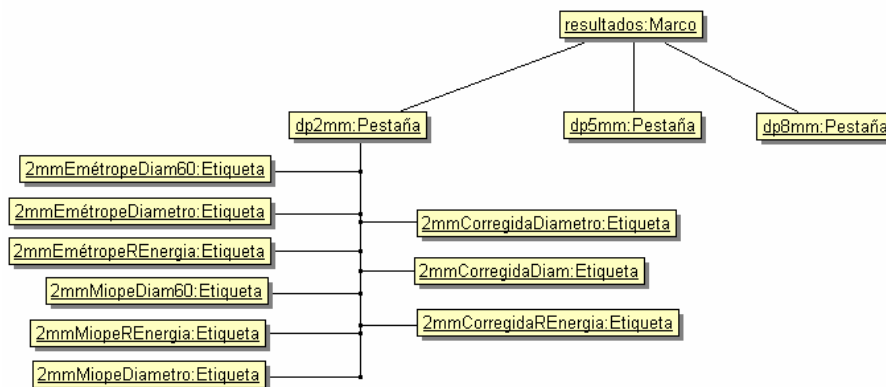 resultados:Marco
dp2mm:Pestaña
dp5mm:Pestaña
dp8mm:Pestaña
2mmEmétropeDiam60:Etiqueta
2mmEmétropeDiametro:Etiqueta
2mmEmétropeREnergia:Etiqueta
2mmMiopeDiam60:Etiqueta
2mmMiopeREnergia:Etiqueta
2mmMiopeDiametro:Etiqueta
2mmCorregidaDiametro:Etiqueta
2mmCorregidaDiam:Etiqueta
2mmCorregidaREnergia:Etiqueta